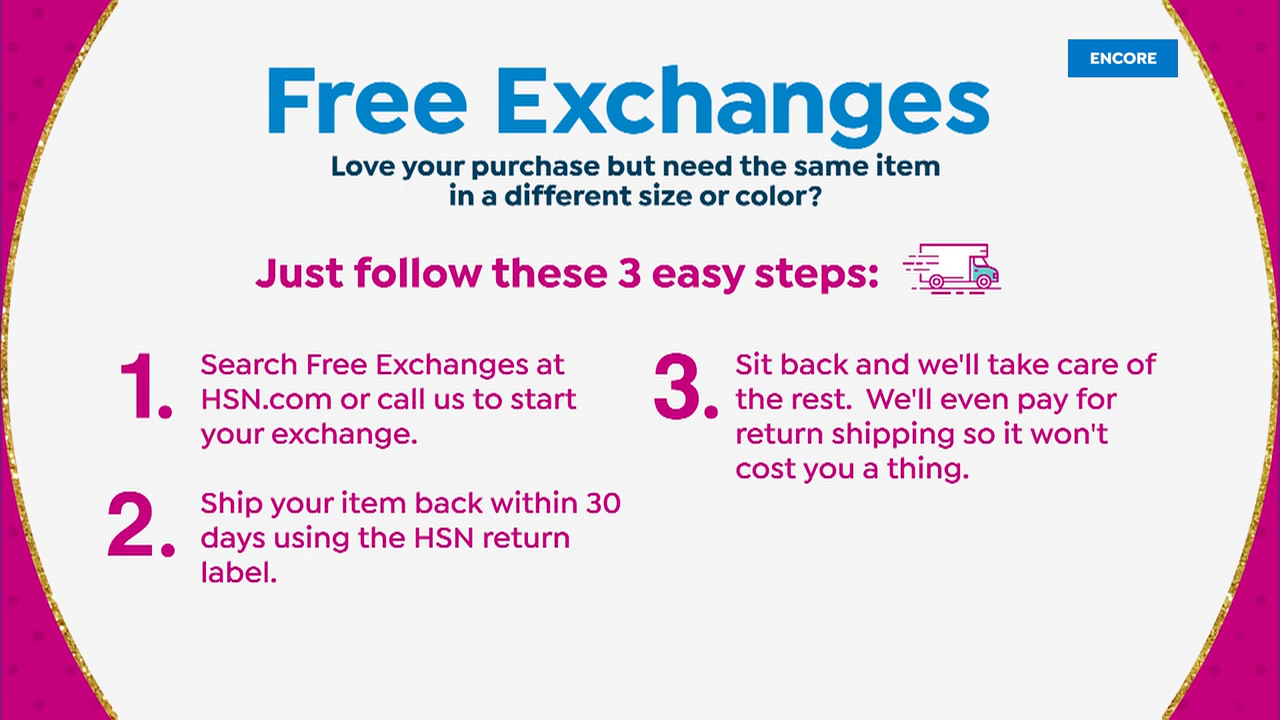 ENCORE
Free Exchanges
Love your purchase but need the same item
in a different size or color?
Just follow these 3 easy steps:
1.
Search Free Exchanges at
HSN.com or call us to start
your exchange.
2.
Ship your item back within 30
days using the HSN return
label.
3.
Sit back and we'll take care of
the rest.  We'll even pay for
return shipping so it won't
cost you a thing.